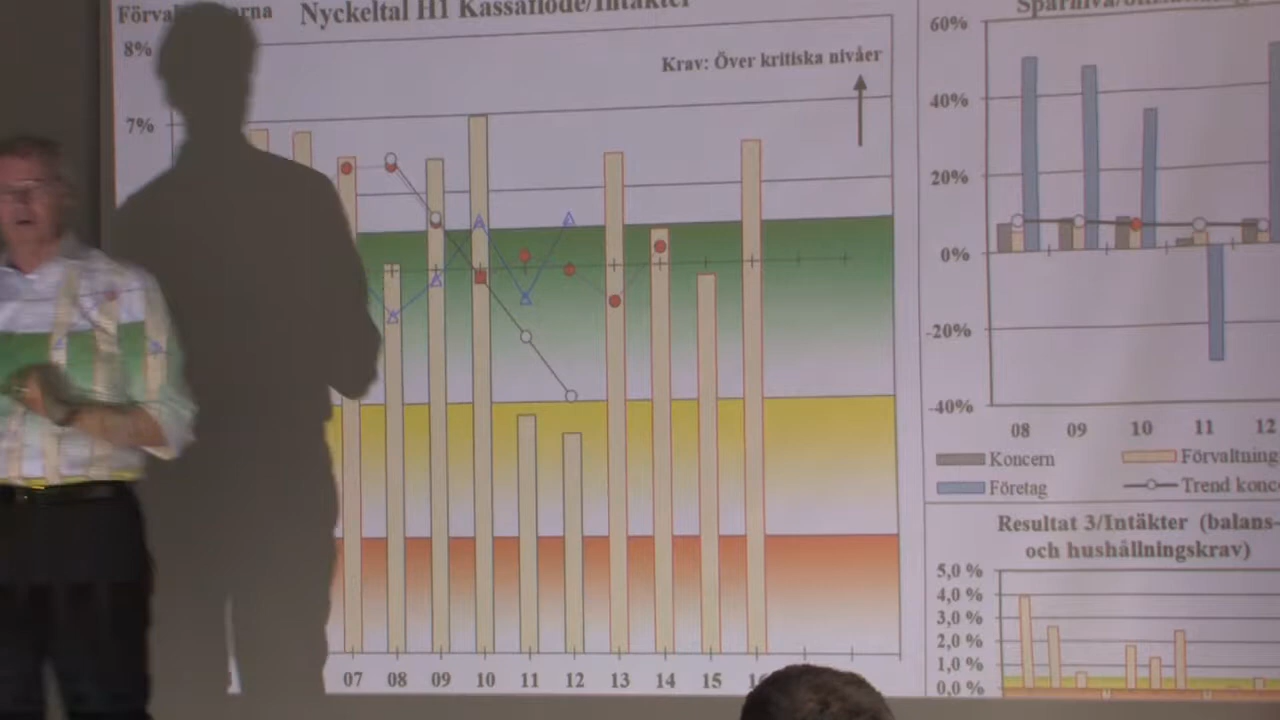 Nyckeltal H1 Kassaflöde/Intäkter
8%
7%
Krav: Över kritiska nivåer
07 08 09 10 11 12 13 14 15
60%
40%
20%
0%
-20%
-40%
08 09 10 11 12
Koncern
Förvaltning
Företag
Trend konc
Resultat 3/Intäkter (balans-
och hushållningskrav)
5,0 %
4,0 %
3,0 %
2,0 %
1,0 %
0,0 %